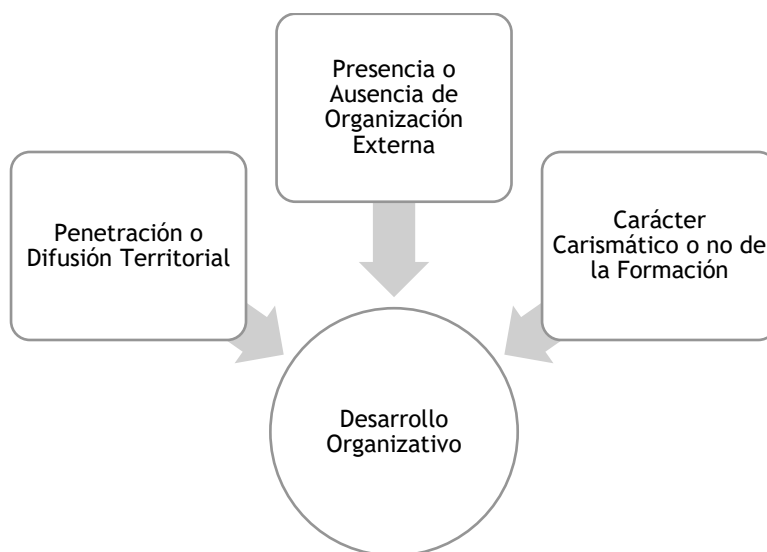 Presencia o
Ausencia de
Organización
Externa
Penetración o
Difusión Territorial
Carácter
Carismático o no de
la Formación
Desarrollo
Organizativo